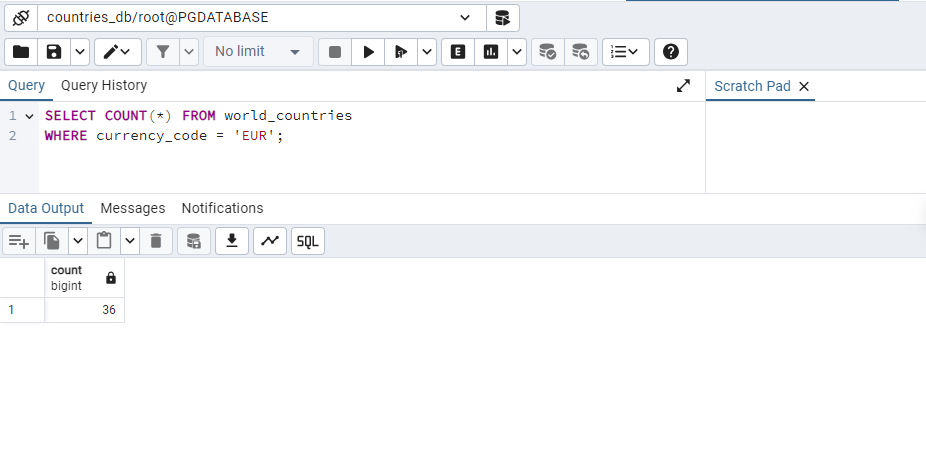 countries_db/root@PGDATABASE
No limit
E
Query Query History
Scratch Pad
1 SELECT COUNT(*) FROM world_countries
2 WHERE currency_code = 'EUR';
Data Output Messages Notifications
SQL
count
bigint
1 36